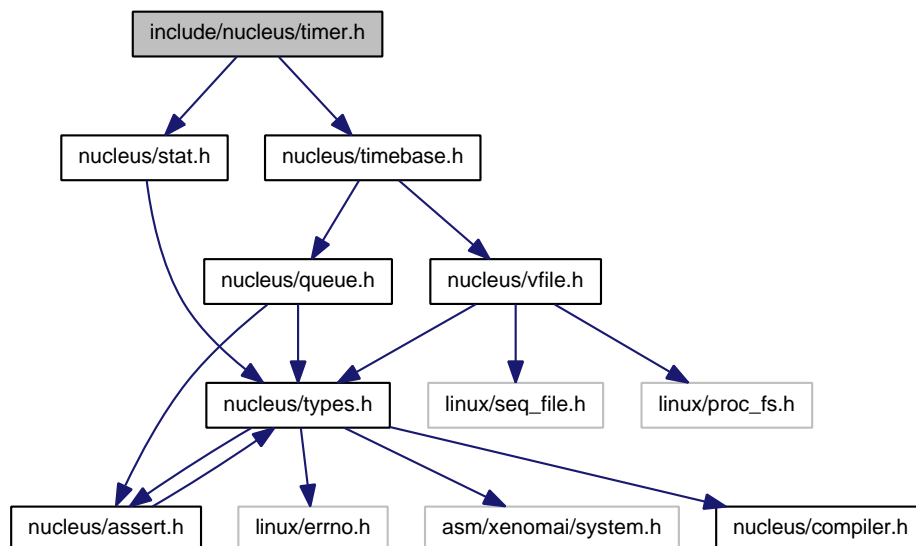 include/nucleus/timer.h
nucleus/stat.h
nucleus/timebase.h
nucleus/queue.h
nucleus/vfile.h
nucleus/types.h
linux/seq_file.h
linux/proc_fs.h
nucleus/assert.h
linux/errno.h
asm/xenomai/system.h
nucleus/compiler.h